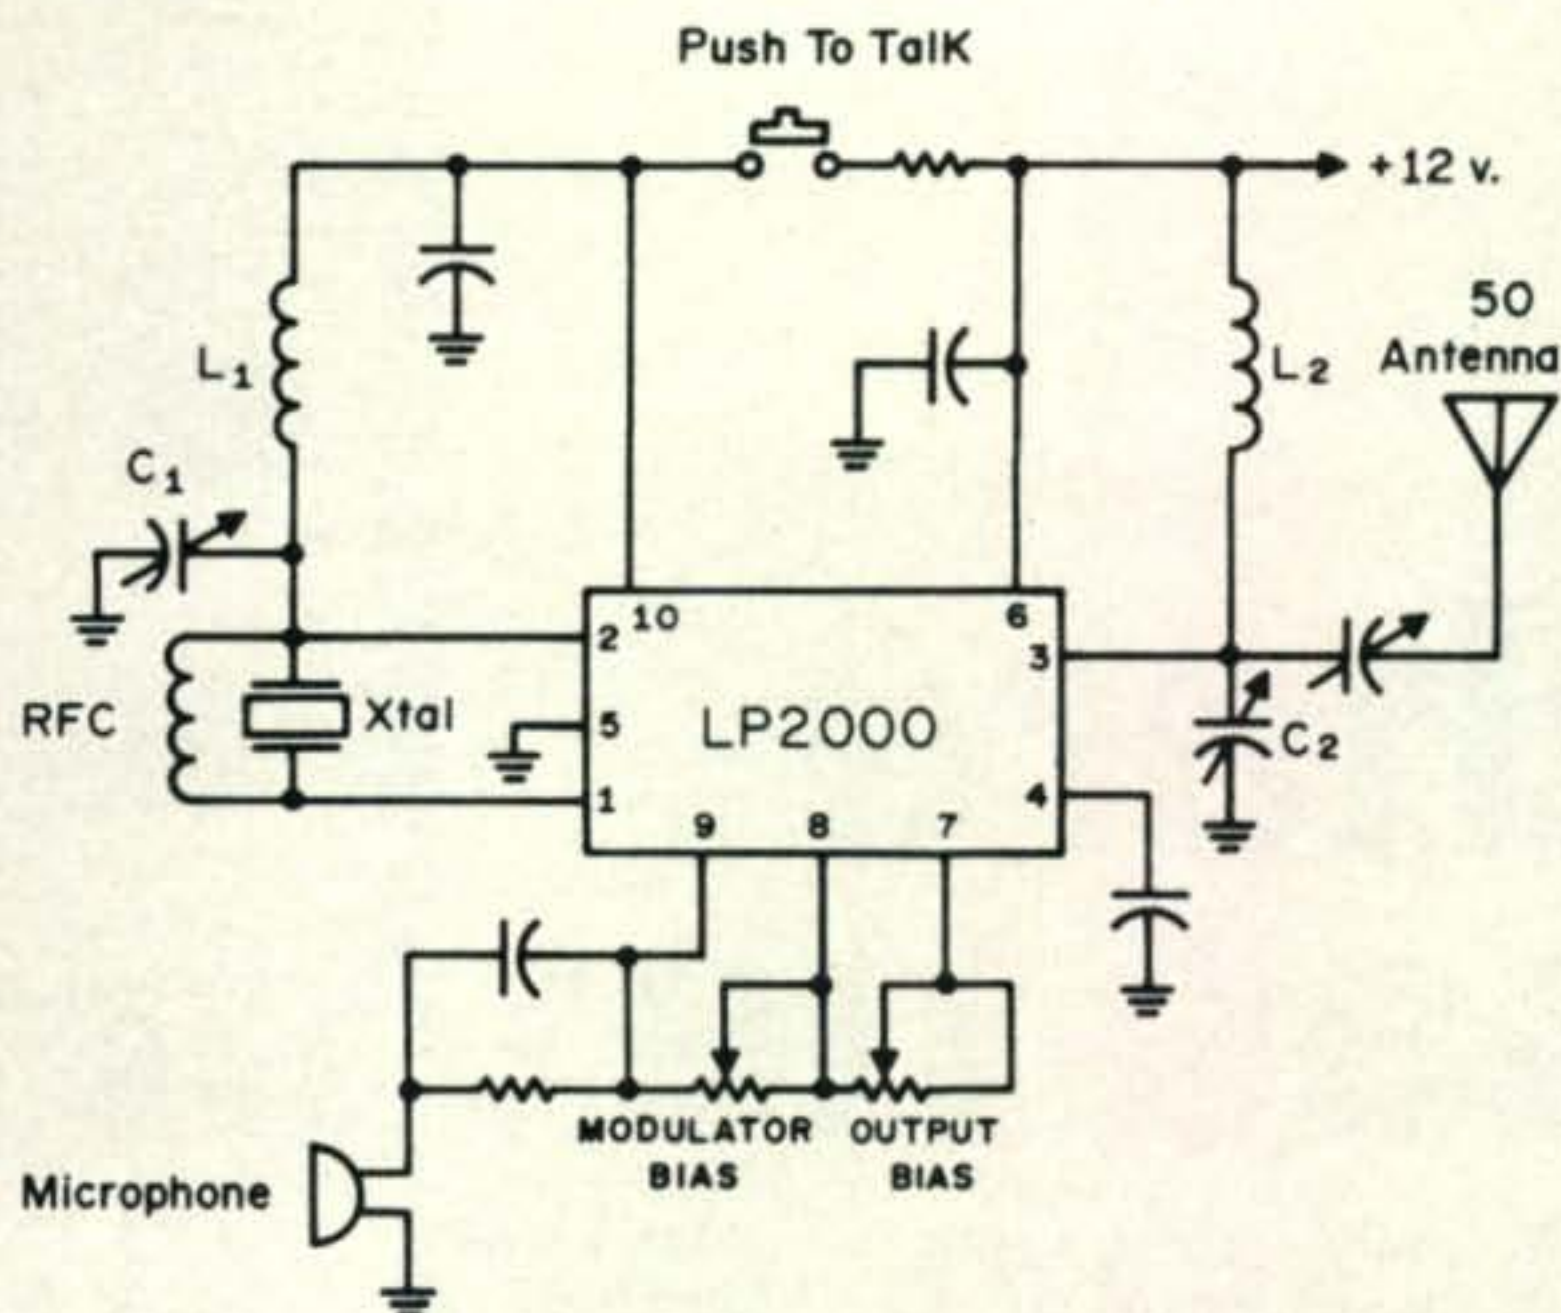 Push To Talk
+12 v.
50
Antenna
L1
L2
C1
10
6
2
3
RFC
Xtal
5
LP2000
C2
1
4
9
8
7
MODULATOR
BIAS
OUTPUT
BIAS
Microphone